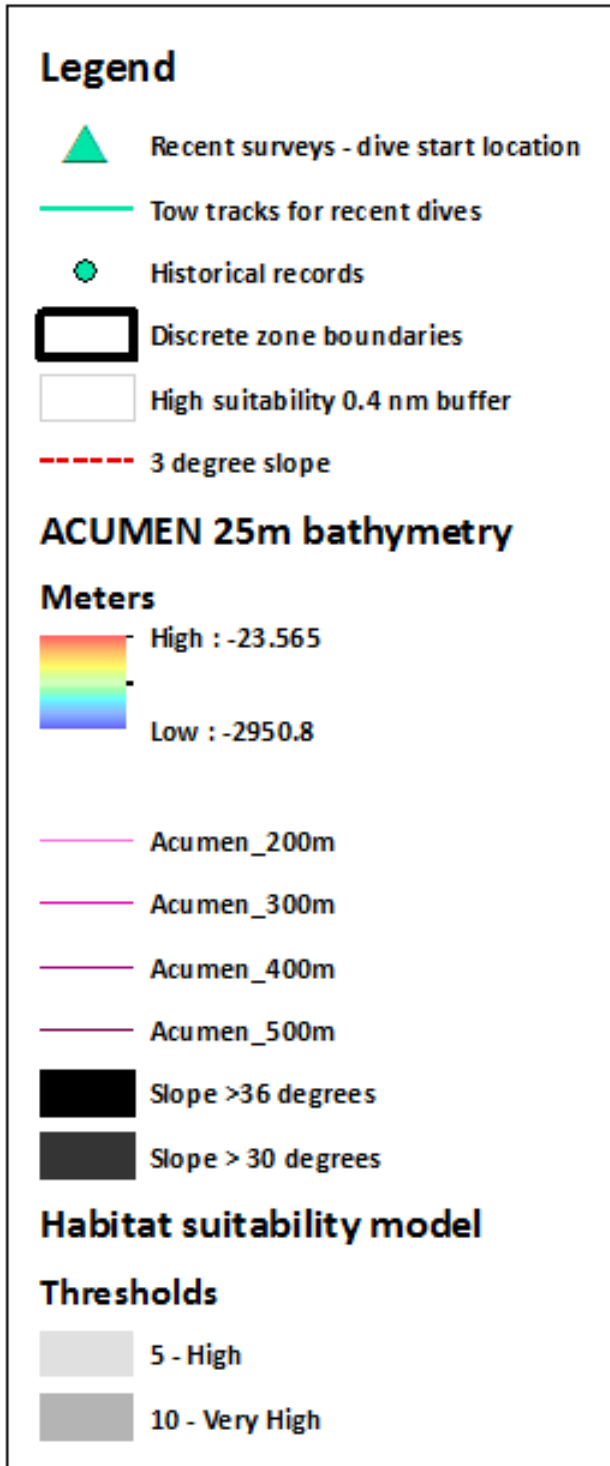 Legend
Recent surveys - dive start location
Tow tracks for recent dives
Historical records
Discrete zone boundaries
High suitability 0.4 nm buffer
3 degree slope
ACUMEN 25m bathymetry
Meters
High : -23.565
Low : -2950.8
Acumen_200m
Acumen_300m
Acumen_400m
Acumen_500m
Slope >36 degrees
Slope > 30 degrees
Habitat suitability model
Thresholds
5 - High
10 - Very High